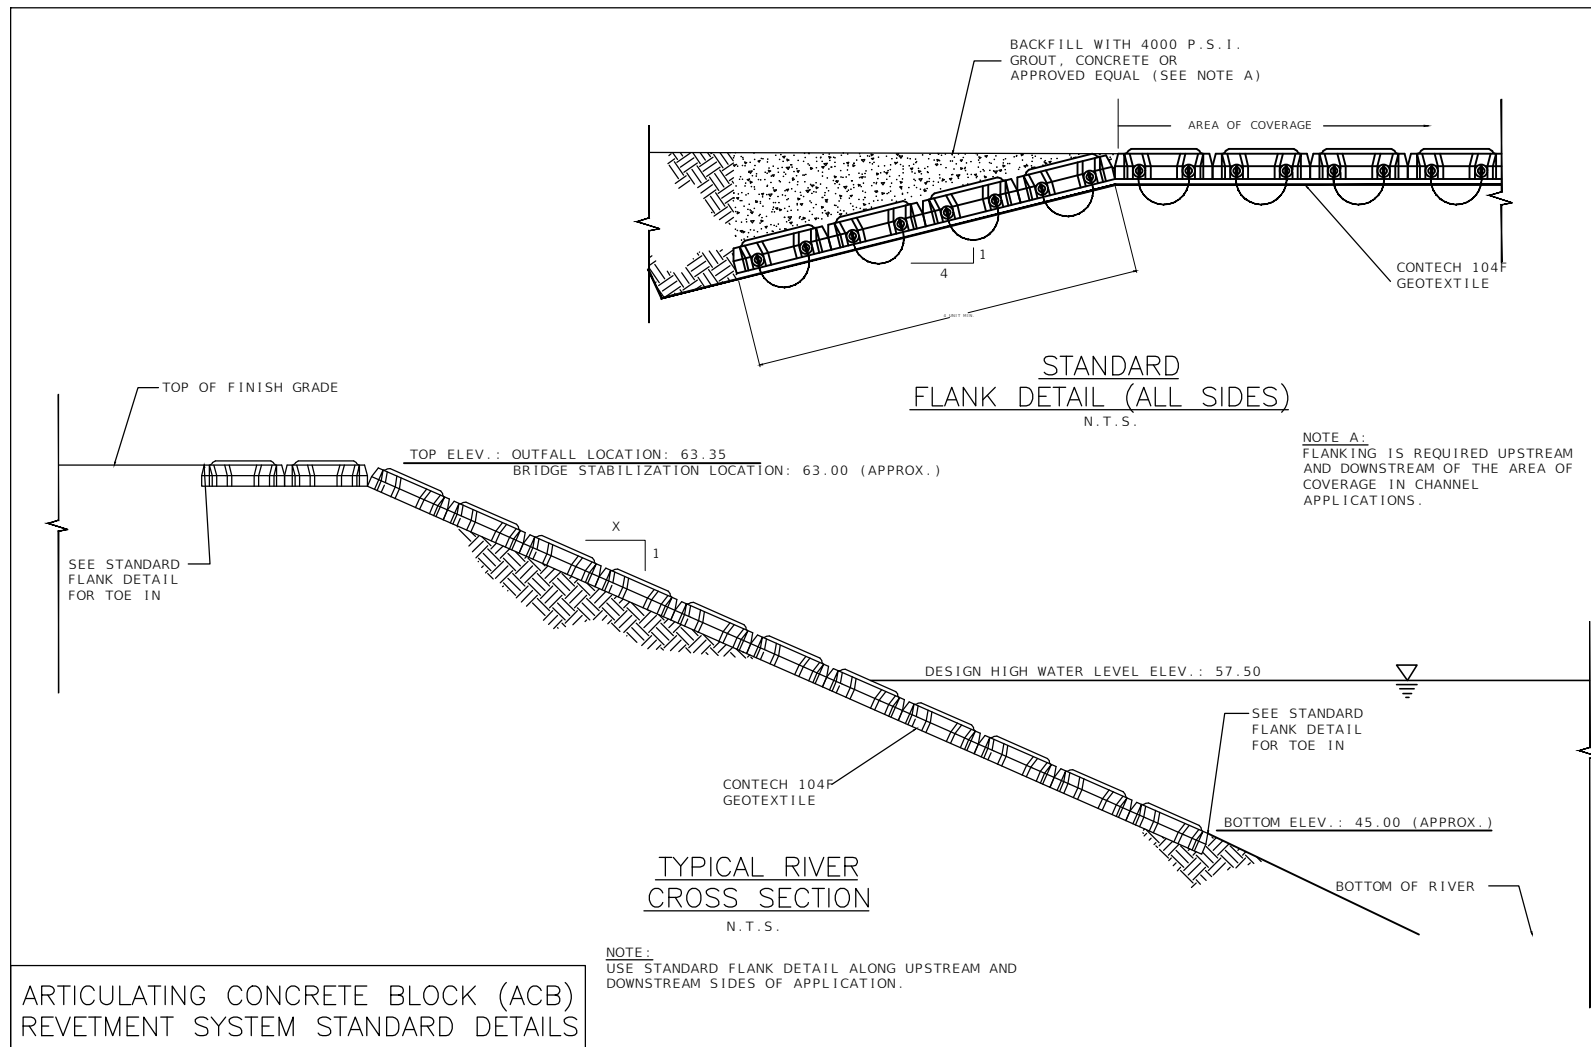 BACKFILL WITH 4000 P.S.I.
GROUT, CONCRETE OR
APPROVED EQUAL (SEE NOTE A)
AREA OF COVERAGE
1
4
CONTECH 104F
GEOTEXTILE
4 UNIT MIN.
STANDARD
FLANK DETAIL (ALL SIDES)
N.T.S.
NOTE A:
FLANKING IS REQUIRED UPSTREAM
AND DOWNSTREAM OF THE AREA OF
COVERAGE IN CHANNEL
APPLICATIONS.
TOP OF FINISH GRADE
TOP ELEV.: OUTFALL LOCATION: 63.35
BRIDGE STABILIZATION LOCATION: 63.00 (APPROX.)
X
1
SEE STANDARD
FLANK DETAIL
FOR TOE IN
DESIGN HIGH WATER LEVEL ELEV.: 57.50
SEE STANDARD
FLANK DETAIL
FOR TOE IN
CONTECH 104F
GEOTEXTILE
BOTTOM ELEV.: 45.00 (APPROX.)
BOTTOM OF RIVER
TYPICAL RIVER
CROSS SECTION
N.T.S.
NOTE:
USE STANDARD FLANK DETAIL ALONG UPSTREAM AND
DOWNSTREAM SIDES OF APPLICATION.
ARTICULATING CONCRETE BLOCK (ACB)
REVETMENT SYSTEM STANDARD DETAILS